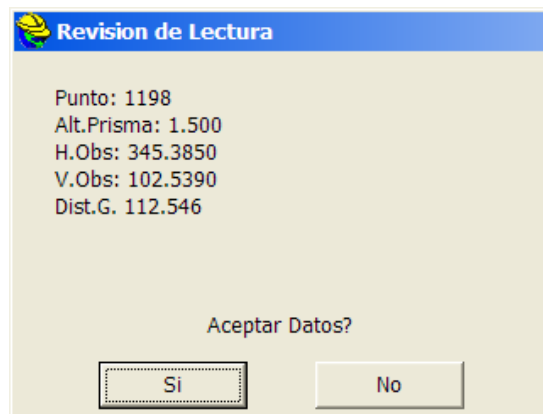 Revision de Lectura
Punto: 1198
Alt.Prisma: 1.500
H.Obs: 345.3850
V.Obs: 102.5390
Dist.G. 112.546
Aceptar Datos?
Si
No